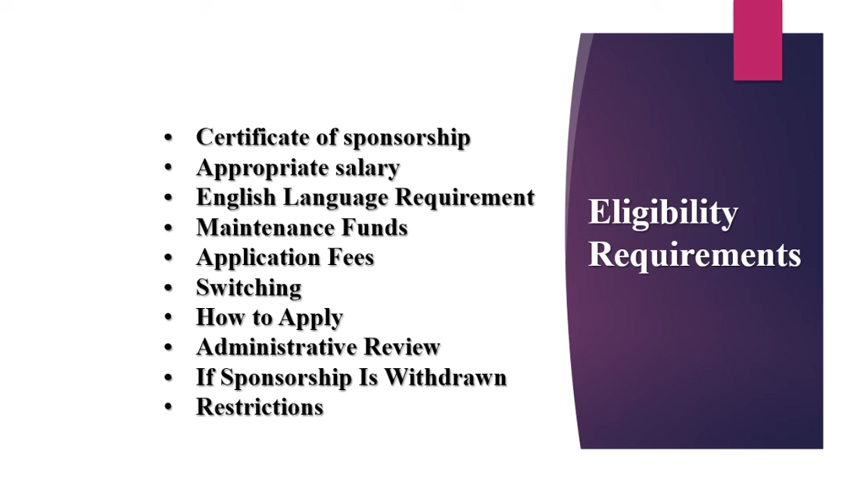 • Certificate of sponsorship
• Appropriate salary
• English Language Requirement
• Maintenance Funds
• Application Fees
• Switching
• How to Apply
• Administrative Review
• If Sponsorship Is Withdrawn
• Restrictions
Eligibility
Requirements